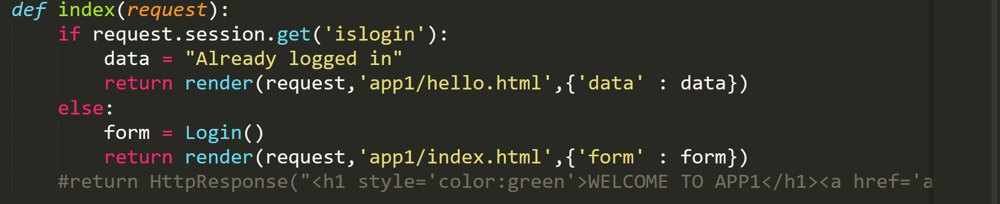 def index(request):
    if request.session.get('islogin'):
        data = "Already logged in"
        return render(request,'app1/hello.html',{'data' : data})
    else:
        form = Login()
        return render(request,'app1/index.html',{'form' : form})
    #return HttpResponse("<h1 style='color:green'>WELCOME TO APP1</h1><a href='a